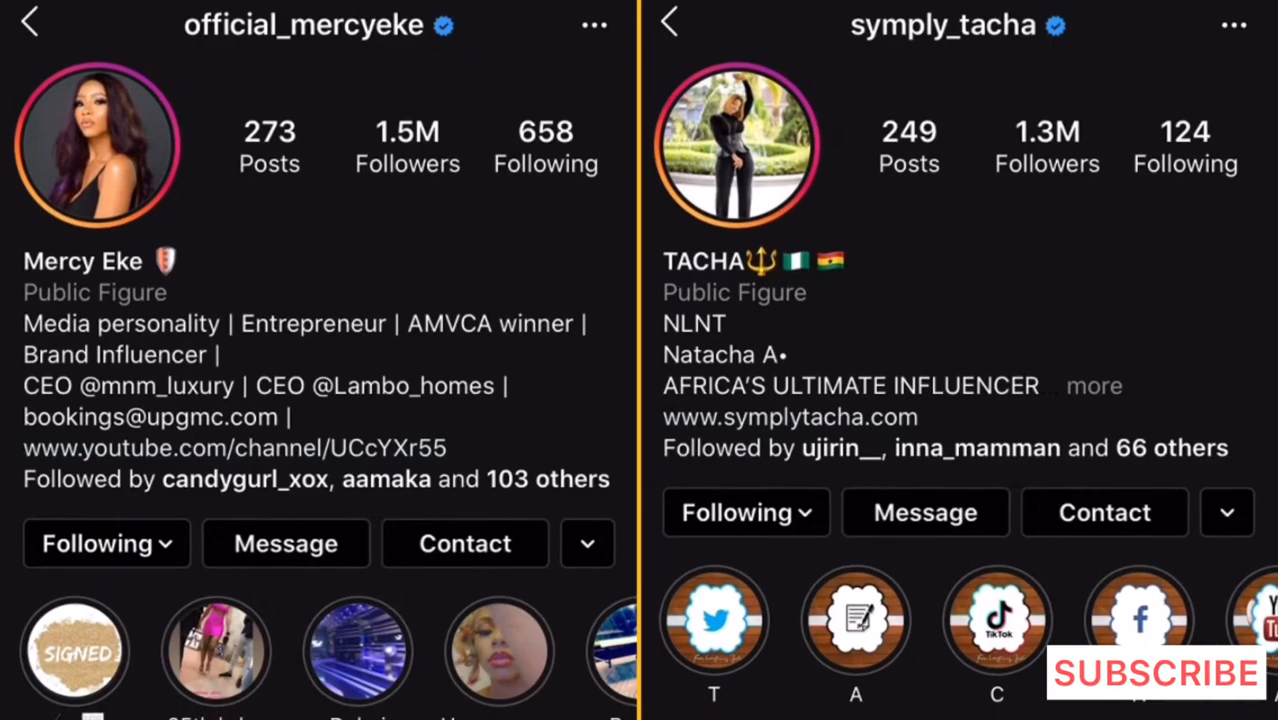 official_mercyeke
273
Posts
1.5M
Followers
658
Following
Mercy Eke
Public Figure
Media personality | Entrepreneur | AMVCA winner |
Brand Influencer |
CEO @mnm_luxury | CEO @Lambo_homes |
bookings@upgmc.com |
www.youtube.com/channel/UCcYXr55
Followed by candygurl_xox, aamaka and 103 others
Following
Message
Contact
SIGNED
symply_tacha
249
Posts
1.3M
Followers
124
Following
TACHA
Public Figure
NLNT
Natacha A•
AFRICA'S ULTIMATE INFLUENCER ... more
www.symplytacha.com
Followed by ujirin__, inna_mamman and 66 others
Following
Message
Contact
TikTok
T
A
C
SUBSCRIBE